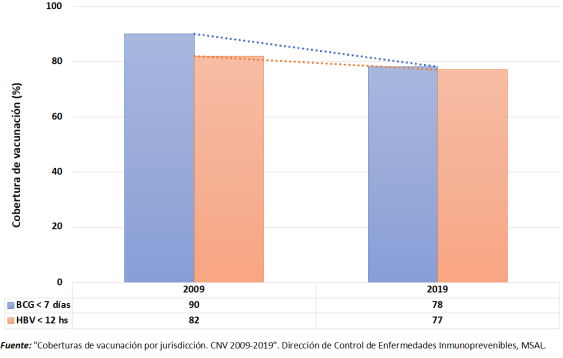 Cobertura de vacunación (%)
100
80
60
40
20
0
2009 2019
BCG < 7 días 90 78
HBV < 12 hs 82 77
Fuente: "Coberturas de vacunación por jurisdicción. CNV 2009-2019". Dirección de Control de Enfermedades Inmunoprevenibles, MSAL.